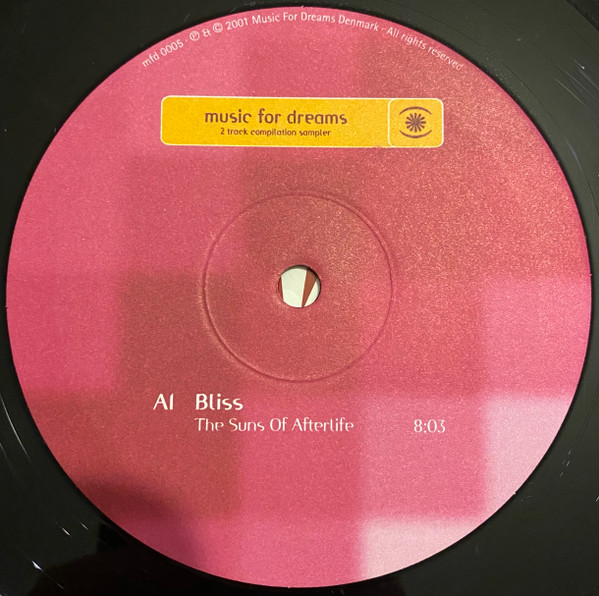 mfd 0005 · ℗ & © 2001 Music For Dreams Denmark · All rights reserved
music for dreams
2 track compilation sampler
A1 Bliss
The Suns Of Afterlife 8:03